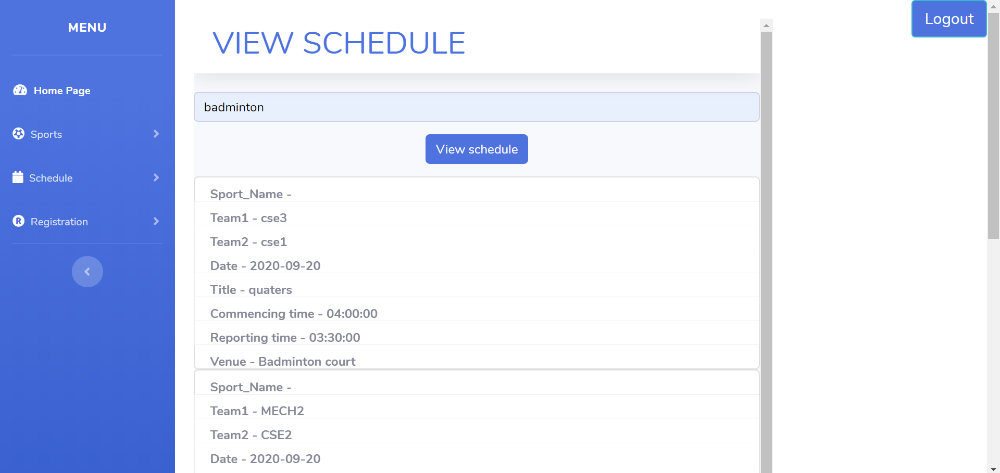 MENU
Home Page
Sports
Schedule
Registration
Logout
VIEW SCHEDULE
badminton
View schedule
Sport_Name -
Team1 - cse3
Team2 - cse1
Date - 2020-09-20
Title - quaters
Commencing time - 04:00:00
Reporting time - 03:30:00
Venue - Badminton court
Sport_Name -
Team1 - MECH2
Team2 - CSE2
Date - 2020-09-20